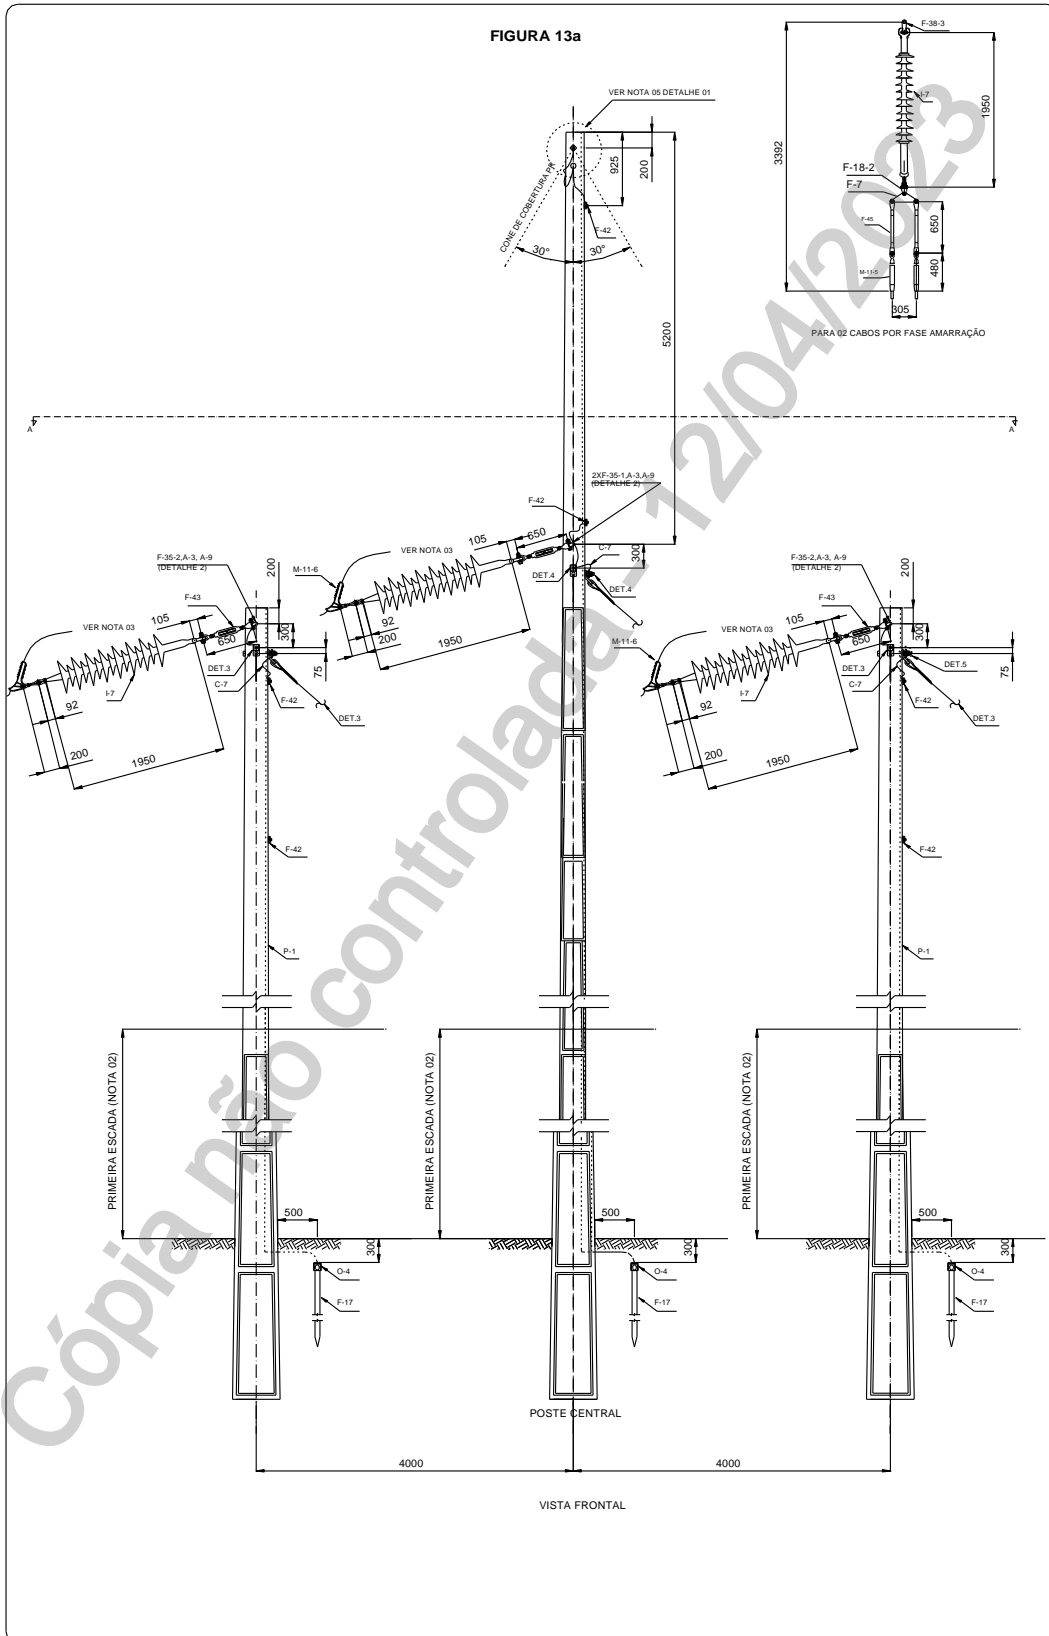 FIGURA 13a
F-38-3
I-7
3392
1950
F-18-2
F-7
F-45
M-11-5
650
480
305
PARA 02 CABOS POR FASE AMARRAÇÃO
VER NOTA 05 DETALHE 01
925
200
CONE DE COBERTURA PR
F-42
30°
30°
5200
A
A
2XF-35-1,A-3,A-9
(DETALHE 2)
F-42
105
650
VER NOTA 03
M-11-6
300
C-7
DET.4
DET.4
92
200
1950
F-35-2,A-3, A-9
(DETALHE 2)
200
F-43
105
VER NOTA 03
650
300
DET.3
75
C-7
I-7
F-42
92
DET.3
200
1950
F-42
P-1
F-35-2,A-3, A-9
(DETALHE 2)
200
F-43
105
VER NOTA 03
M-11-6
650
300
DET.3
DET.5
75
C-7
I-7
F-42
92
DET.3
200
1950
F-42
P-1
PRIMEIRA ESCADA (NOTA 02)
PRIMEIRA ESCADA (NOTA 02)
PRIMEIRA ESCADA (NOTA 02)
500
300
O-4
F-17
500
300
O-4
F-17
500
300
O-4
F-17
POSTE CENTRAL
4000
4000
VISTA FRONTAL
Cópia não controlada - 12/04/2023